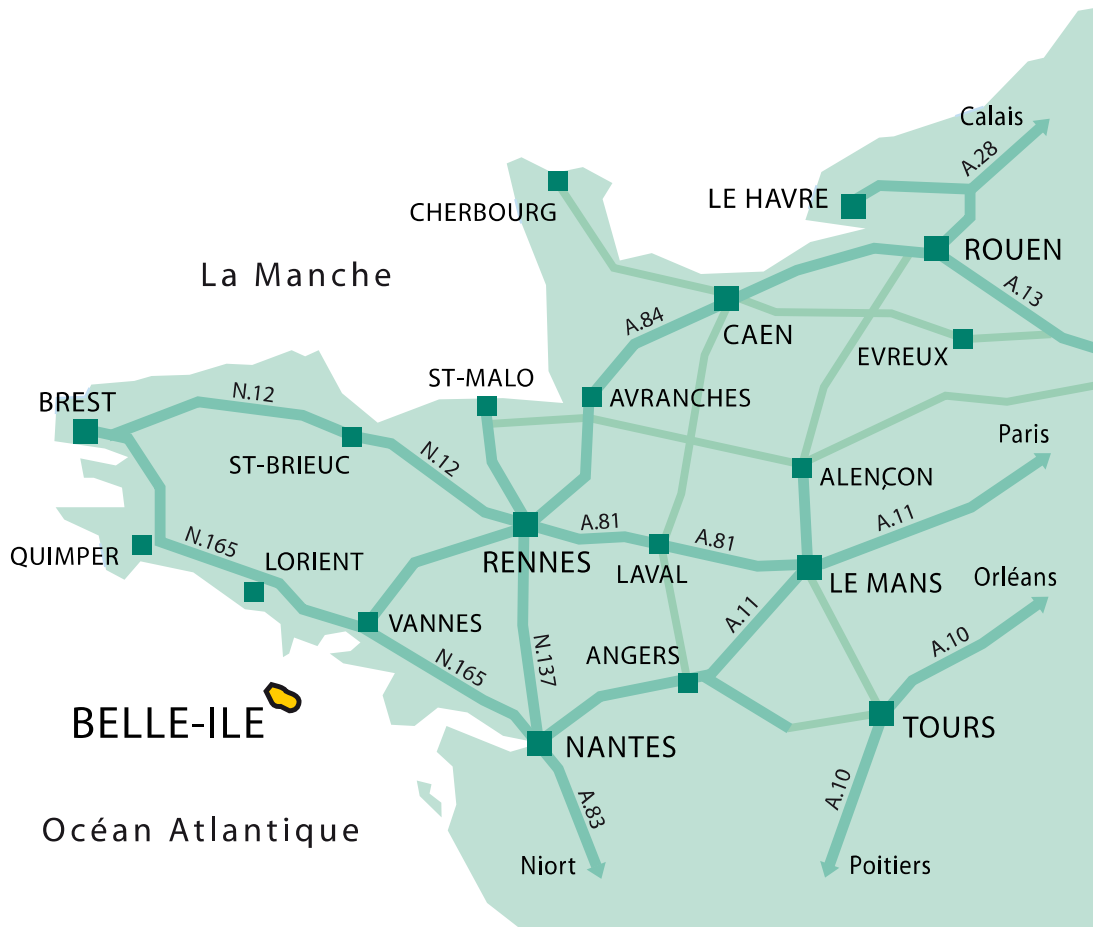 Calais
A.28
LE HAVRE
CHERBOURG
ROUEN
La Manche
A.13
A.84
CAEN
EVREUX
ST-MALO
N.12
BREST
AVRANCHES
Paris
ST-BRIEUC
N.12
ALENÇON
A.11
A.81
A.81
N.165
QUIMPER
LORIENT
RENNES
LAVAL
LE MANS
Orléans
A.11
VANNES
A.10
N.137
ANGERS
N.165
BELLE-ILE
NANTES
TOURS
A.10
A.83
Océan Atlantique
Niort
Poitiers